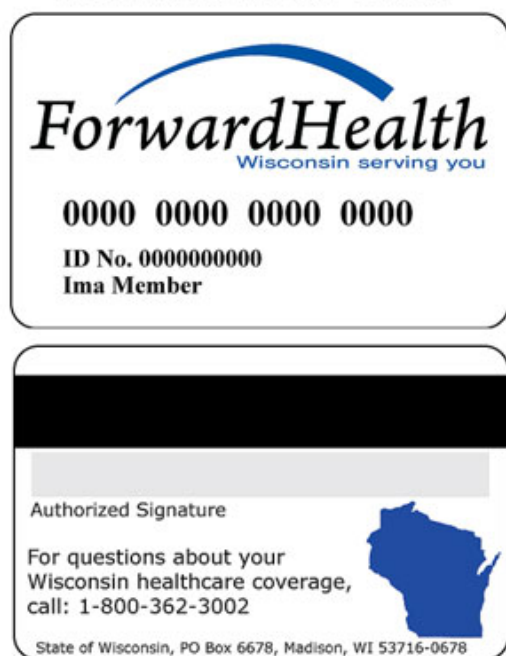 ForwardHealth
Wisconsin serving you
0000 0000 0000 0000
ID No. 0000000000
Ima Member
Authorized Signature
For questions about your
Wisconsin healthcare coverage,
call: 1-800-362-3002
State of Wisconsin, PO Box 6678, Madison, WI 53716-0678